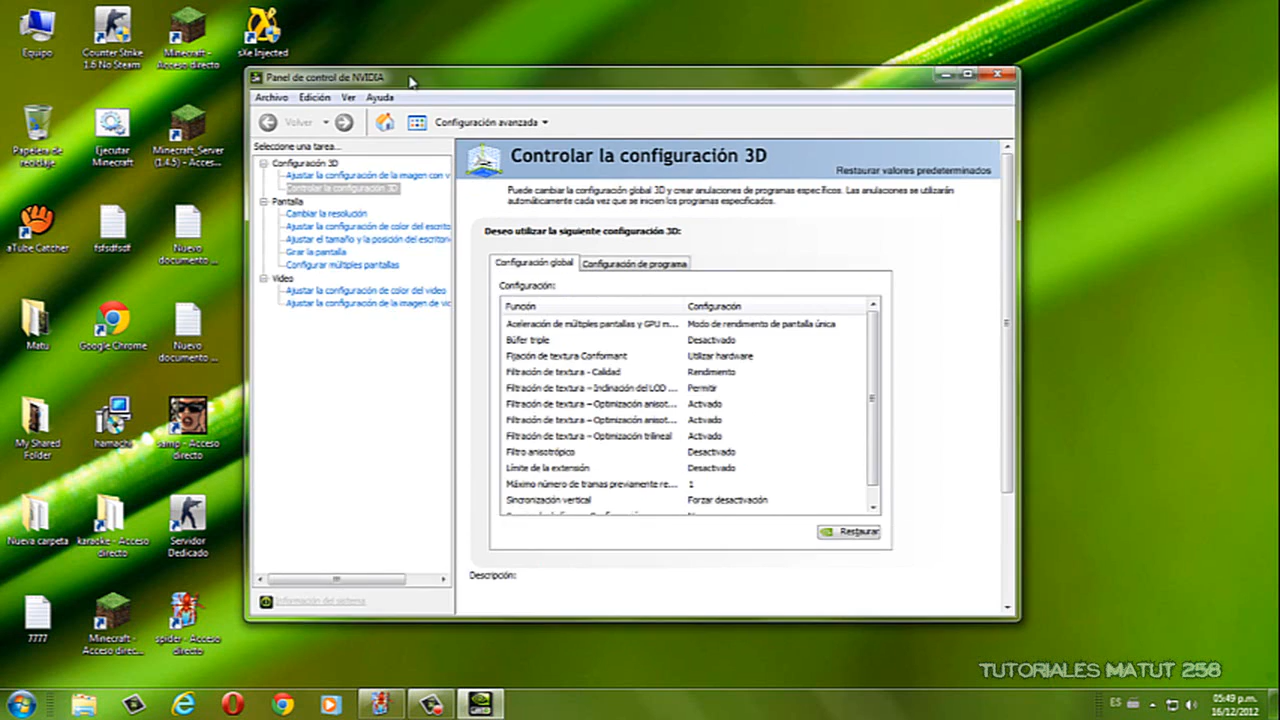 Equipo
Counter Strike
1.6 No Steam
Minecraft -
Acceso directo
sXe Injected
Papelera de
reciclaje
Ejecutar
Minecraft
Minecraft_Server
(1.4.5) - Acces...
aTube Catcher
fsfsdfsdf
Nuevo
documento ...
Matu
Google Chrome
Nuevo
documento ...
My Shared
Folder
hamachi
samp - Acceso
directo
Nueva carpeta
karaoke - Acceso
directo
Servidor
Dedicado
7777
Minecraft -
Acceso direc...
spider - Acceso
directo
Panel de control de NVIDIA
Archivo Edición Ver Ayuda
Volver
Configuración avanzada
Seleccione una tarea...
Configuración 3D
Ajustar la configuración de la imagen con v
Controlar la configuración 3D
Pantalla
Cambiar la resolución
Ajustar la configuración de color del escrito
Ajustar el tamaño y la posición del escritor
Girar la pantalla
Configurar múltiples pantallas
Vídeo
Ajustar la configuración de color del vídeo
Ajustar la configuración de la imagen de víd
Información del sistema
Controlar la configuración 3D
Restaurar valores predeterminados
Puede cambiar la configuración global 3D y crear anulaciones de programas específicos. Las anulaciones se utilizarán
automáticamente cada vez que se inicien los programas especificados.
Deseo utilizar la siguiente configuración 3D:
Configuración global Configuración de programa
Configuración:
Función Configuración
Aceleración de múltiples pantallas y GPU m... Modo de rendimiento de pantalla única
Búfer triple Desactivado
Fijación de textura Conformant Utilizar hardware
Filtración de textura - Calidad Rendimiento
Filtración de textura – Inclinación del LOD ... Permitir
Filtración de textura – Optimización anisot... Activado
Filtración de textura – Optimización anisot... Activado
Filtración de textura – Optimización trilineal Activado
Filtro anisotrópico Desactivado
Límite de la extensión Desactivado
Máximo número de tramas previamente re... 1
Sincronización vertical Forzar desactivación
Restaurar
Descripción:
TUTORIALES MATUT 258
ES
05:49 p.m.
16/12/2012